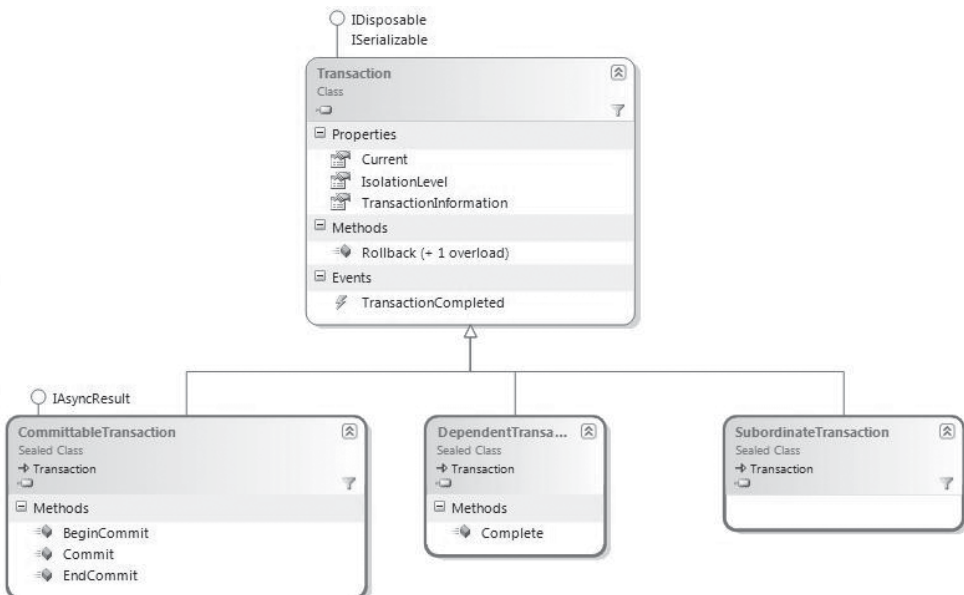 IDisposable
ISerializable
Transaction
Class
Properties
Current
IsolationLevel
TransactionInformation
Methods
Rollback (+ 1 overload)
Events
TransactionCompleted
IAsyncResult
CommittableTransaction
Sealed Class
Transaction
Methods
BeginCommit
Commit
EndCommit
DependentTransa...
Sealed Class
Transaction
Methods
Complete
SubordinateTransaction
Sealed Class
Transaction